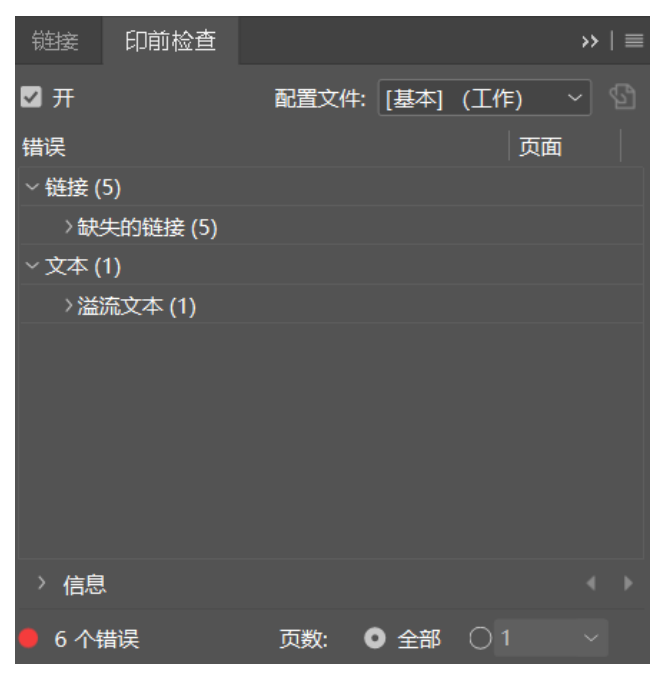 链接 印前检查
开 配置文件: [基本] (工作)
错误 页面
链接 (5)
缺失的链接 (5)
文本 (1)
溢流文本 (1)
信息
6 个错误 页数: 全部 1